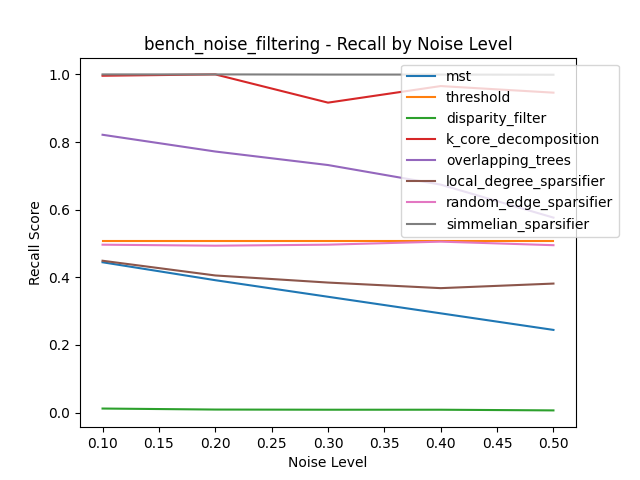 bench_noise_filtering - Recall by Noise Level
1.0
0.8
0.6
0.4
0.2
0.0
Recall Score
mst
threshold
disparity_filter
k_core_decomposition
overlapping_trees
local_degree_sparsifier
random_edge_sparsifier
simmelian_sparsifier
0.10 0.15 0.20 0.25 0.30 0.35 0.40 0.45 0.50
Noise Level